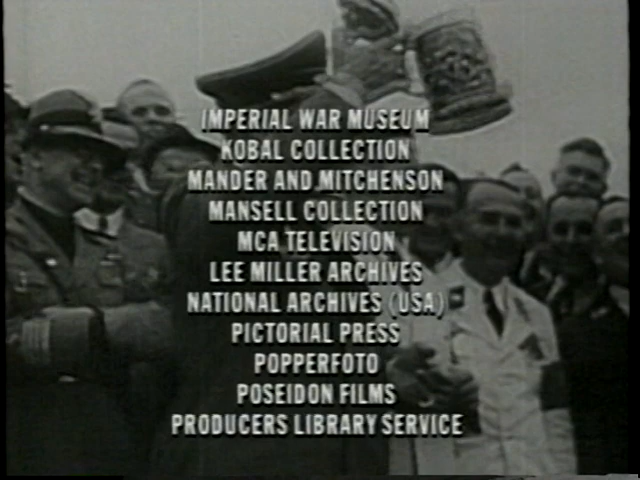 IMPERIAL WAR MUSEUM
KOBAL COLLECTION
MANDER AND MITCHENSON
MANSELL COLLECTION
MCA TELEVISION
LEE MILLER ARCHIVES
NATIONAL ARCHIVES (USA)
PICTORIAL PRESS
POPPERFOTO
POSEIDON FILMS
PRODUCERS LIBRARY SERVICE